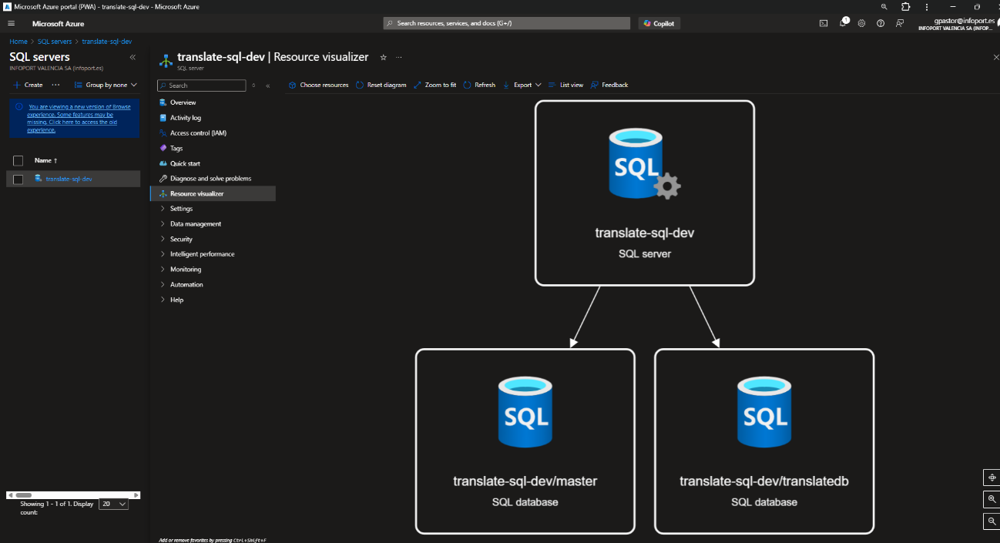 Microsoft Azure portal (PWA) - translate-sql-dev - Microsoft Azure
Microsoft Azure
Search resources, services, and docs (G+/)
Copilot
1
gpastor@infoport.es
INFOPORT VALENCIA SA (INFOP...
Home > SQL servers > translate-sql-dev
SQL servers
INFOPORT VALENCIA SA (infoport.es)
Create
Group by none
You are viewing a new version of Browse
experience. Some features may be
missing. Click here to access the old
experience.
Name ↑
translate-sql-dev
Showing 1 - 1 of 1. Display
count:
20
translate-sql-dev | Resource visualizer
SQL server
Search
Overview
Activity log
Access control (IAM)
Tags
Quick start
Diagnose and solve problems
Resource visualizer
Settings
Data management
Security
Intelligent performance
Monitoring
Automation
Help
Add or remove favorites by pressing Ctrl+Shift+F
Choose resources
Reset diagram
Zoom to fit
Refresh
Export
List view
Feedback
SQL
translate-sql-dev
SQL server
SQL
translate-sql-dev/master
SQL database
SQL
translate-sql-dev/translatedb
SQL database